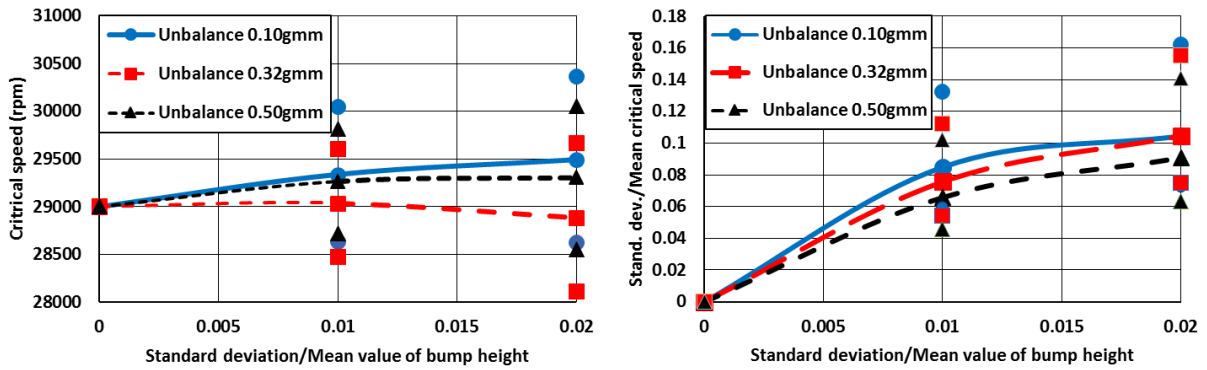 31000
30500
30000
29500
29000
28500
28000
Critrical speed (rpm)
Unbalance 0.10gmm
Unbalance 0.32gmm
Unbalance 0.50gmm
0
0.005
0.01
0.015
0.02
Standard deviation/Mean value of bump height
0.18
0.16
0.14
0.12
0.1
0.08
0.06
0.04
0.02
0
Stand. dev./Mean critical speed
Unbalance 0.10gmm
Unbalance 0.32gmm
Unbalance 0.50gmm
0
0.005
0.01
0.015
0.02
Standard deviation/Mean value of bump height